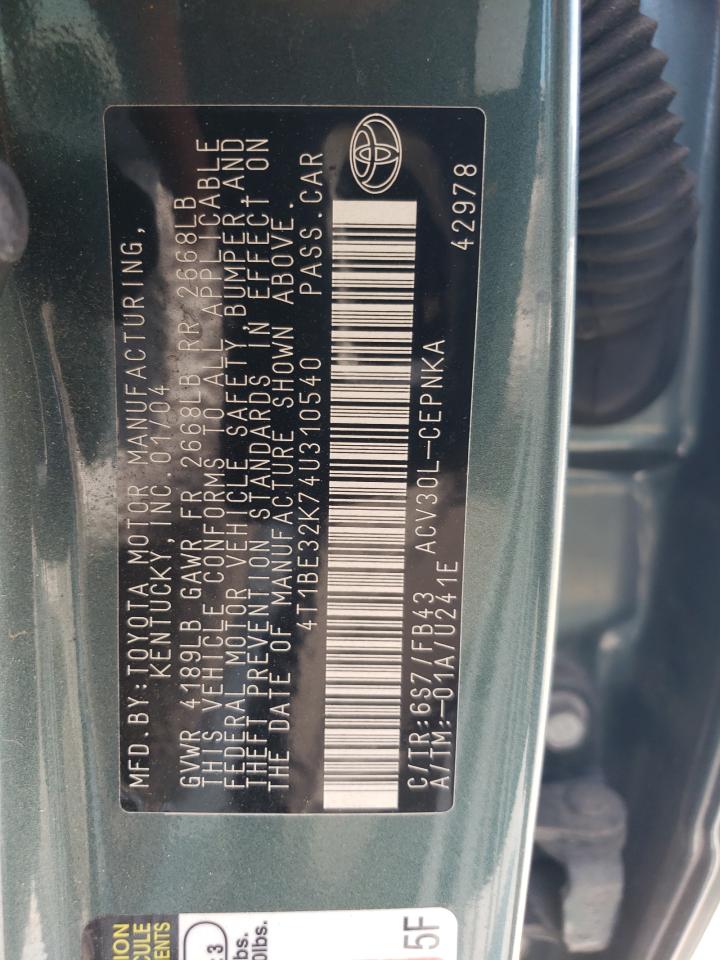 MFD.BY:TOYOTA MOTOR MANUFACTURING,
KENTUCKY, INC 01/04
GVWR 4189LB GAWR FR 2668LB RR 2668LB
THIS VEHICLE CONFORMS TO ALL APPLICABLE
FEDERAL MOTOR VEHICLE SAFETY, BUMPER, AND
THEFT PREVENTION STANDARDS IN EFFECT ON
THE DATE OF MANUFACTURE SHOWN ABOVE.
4T1BE32K74U310540 PASS.CAR
C/TR:6S7/FB43 ACV30L-CEPNKA
A/TM:-01A/U241E 42978